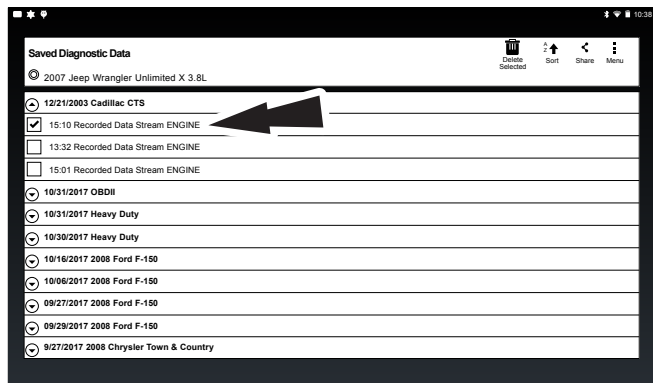 10:38
Saved Diagnostic Data
Delete Selected
Sort
Share
Menu
2007 Jeep Wrangler Unlimited X 3.8L
12/21/2003 Cadillac CTS
15:10 Recorded Data Stream ENGINE
13:32 Recorded Data Stream ENGINE
15:01 Recorded Data Stream ENGINE
10/31/2017 OBDII
10/31/2017 Heavy Duty
10/30/2017 Heavy Duty
10/16/2017 2008 Ford F-150
10/06/2017 2008 Ford F-150
09/27/2017 2008 Ford F-150
09/29/2017 2008 Ford F-150
9/27/2017 2008 Chrysler Town & Country